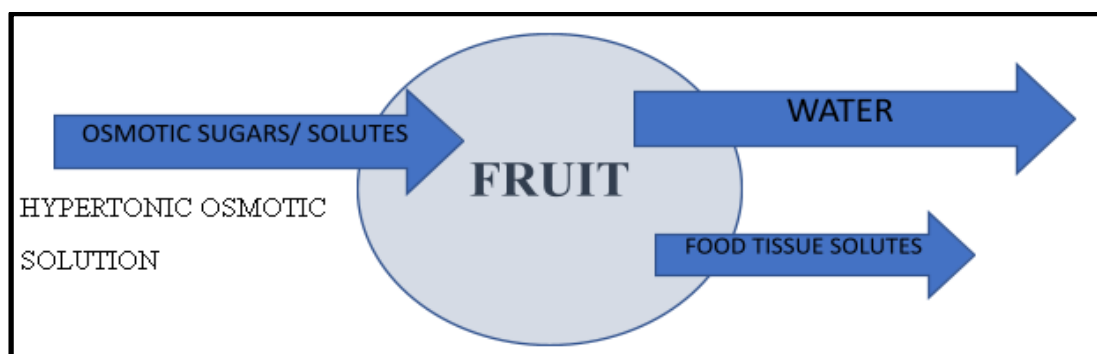 OSMOTIC SUGARS/ SOLUTES
HYPERTONIC OSMOTIC
SOLUTION
FRUIT
WATER
FOOD TISSUE SOLUTES